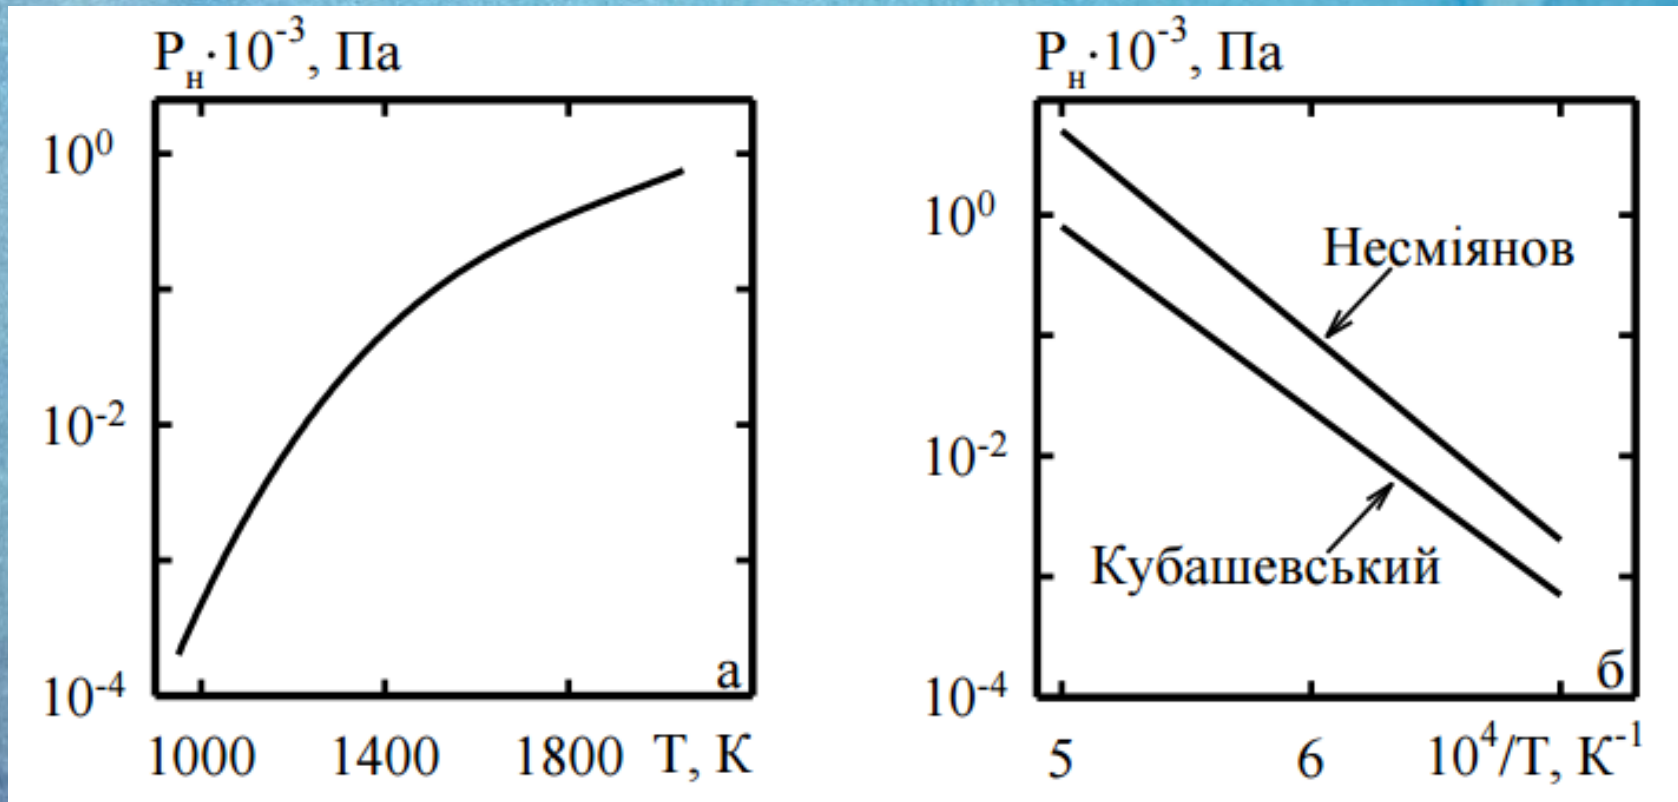 Pн·10⁻³, Па
10⁰
10⁻²
10⁻⁴
1000 1400 1800 T, К
а
Pн·10⁻³, Па
10⁰
10⁻²
10⁻⁴
Несміянов
Кубашевський
5 6 10⁴/T, К⁻¹
б